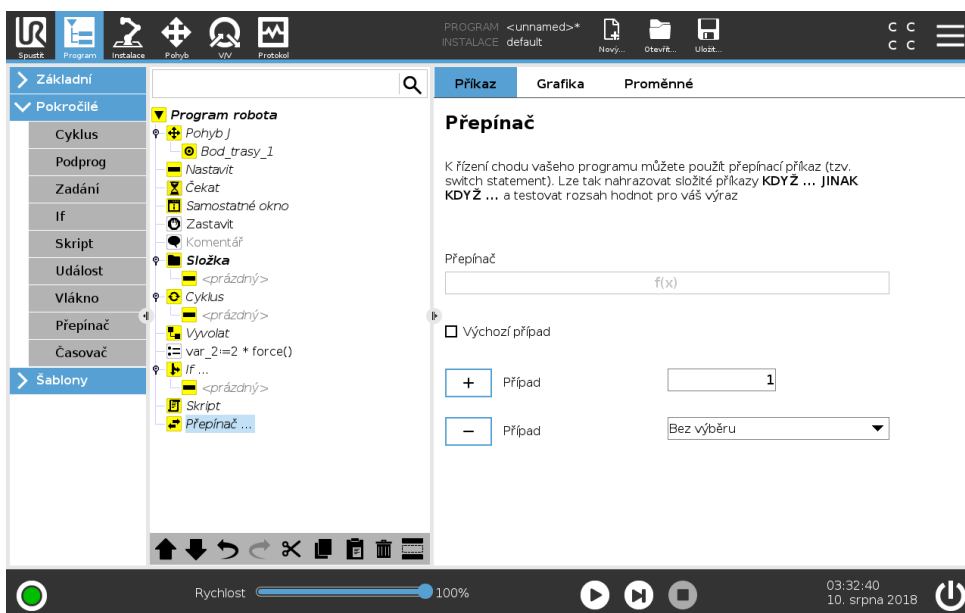 UR
Spustit
Program
Instalace
Pohyb
V/V
Protokol
PROGRAM <unnamed>*
INSTALACE default
Nový...
Otevřít...
Uložit...
C C
C C
Základní
Pokročilé
Cyklus
Podprog
Zadání
If
Skript
Událost
Vlákno
Přepínač
Časovač
Šablony
Program robota
Pohyb J
Bod_trasy_1
Nastavit
Čekat
Samostatné okno
Zastavit
Komentář
Složka
<prázdný>
Cyklus
<prázdný>
Vyvolat
var_2:=2 * force()
If ...
<prázdný>
Skript
Přepínač ...
Příkaz
Grafika
Proměnné
Přepínač
K řízení chodu vašeho programu můžete použít přepínací příkaz (tzv.
switch statement). Lze tak nahrazovat složité příkazy KDYŽ ... JINAK
KDYŽ ... a testovat rozsah hodnot pro váš výraz
Přepínač
f(x)
Výchozí případ
+ Případ 1
− Případ Bez výběru
Rychlost 100%
03:32:40
10. srpna 2018